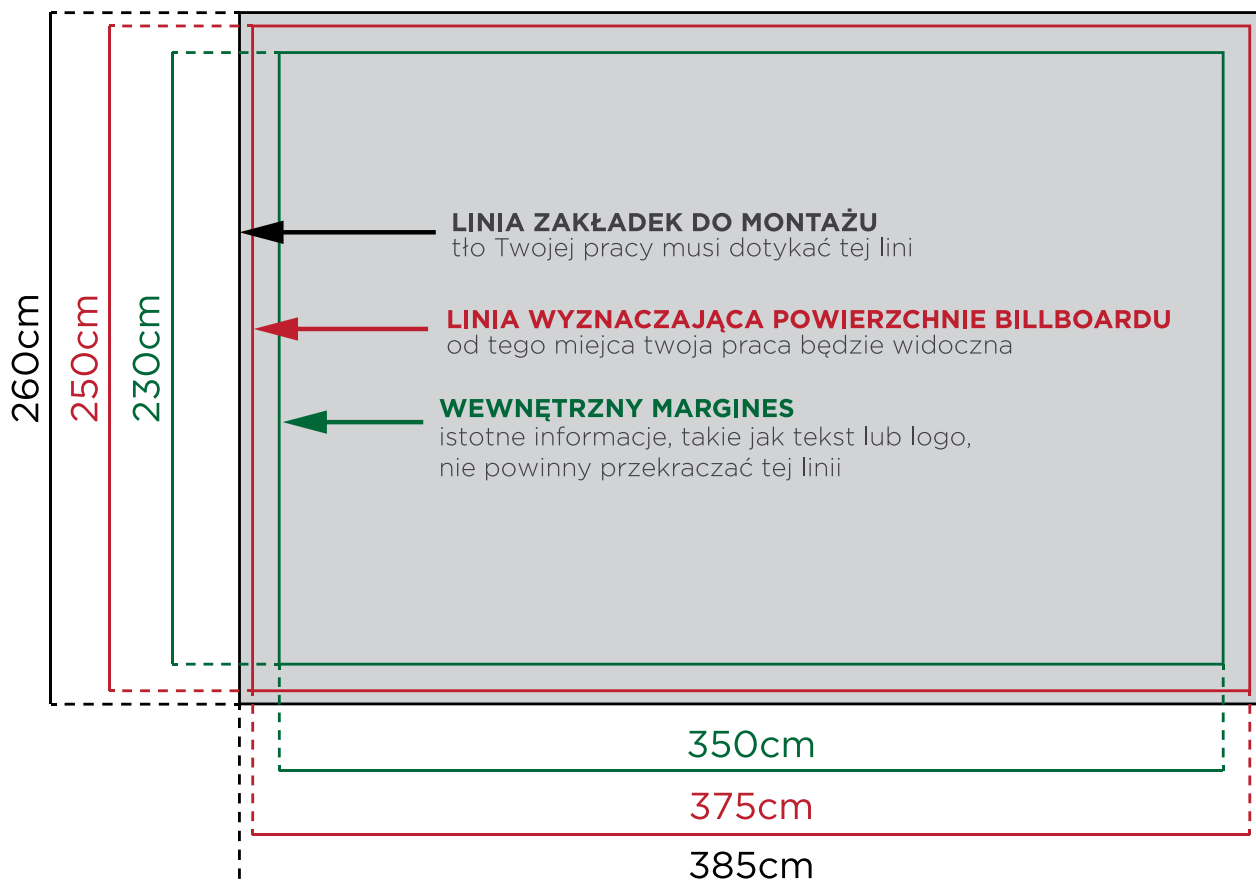 LINIA ZAKŁADEK DO MONTAŻU
tło Twojej pracy musi dotykać tej lini
LINIA WYZNACZAJĄCA POWIERZCHNIE BILLBOARDU
od tego miejca twoja praca będzie widoczna
WEWNĘTRZNY MARGINES
istotne informacje, takie jak tekst lub logo,
nie powinny przekraczać tej linii
260cm
250cm
230cm
350cm
375cm
385cm